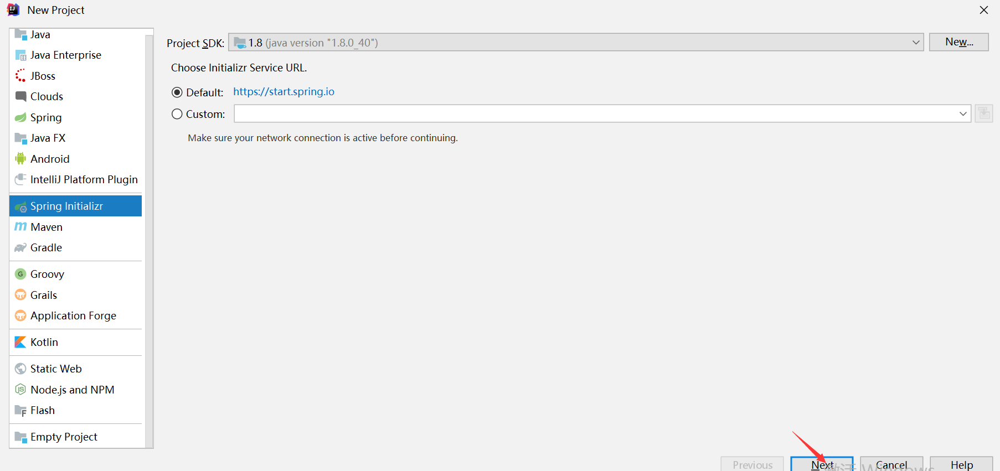 New Project
Java
Java Enterprise
JBoss
Clouds
Spring
Java FX
Android
IntelliJ Platform Plugin
Spring Initializr
Maven
Gradle
Groovy
Grails
Application Forge
Kotlin
Static Web
Node.js and NPM
Flash
Empty Project
Project SDK: 1.8 (java version "1.8.0_40") New...
Choose Initializr Service URL.
Default: https://start.spring.io
Custom:
Make sure your network connection is active before continuing.
Previous Next Cancel Help
激活 Windows